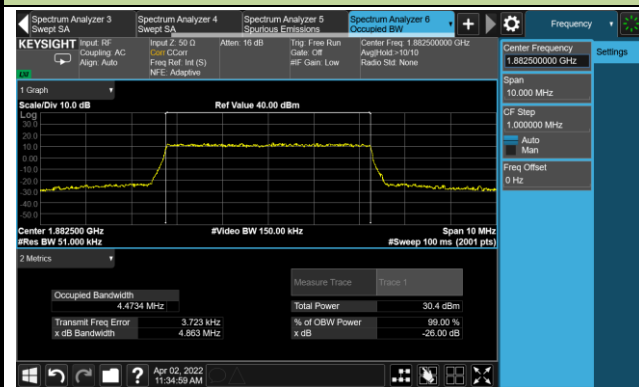 Spectrum Analyzer 3
Swept SA
Spectrum Analyzer 4
Swept SA
Spectrum Analyzer 5
Spurious Emissions
Spectrum Analyzer 6
Occupied BW
Frequency
KEYSIGHT
Input: RF
Coupling: AC
Align: Auto
Input Z: 50 Ω
Corr CCorr
Freq Ref: Int (S)
NFE: Adaptive
Atten: 16 dB
Trig: Free Run
Gate: Off
#IF Gain: Low
Center Freq: 1.882500000 GHz
Avg|Hold:>10/10
Radio Std: None
Center Frequency
1.882500000 GHz
Settings
Span
10.000 MHz
CF Step
1.000000 MHz
Auto
Man
Freq Offset
0 Hz
1 Graph
Scale/Div 10.0 dB
Ref Value 40.00 dBm
Log
30.0
20.0
10.0
0.00
-10.0
-20.0
-30.0
-40.0
-50.0
Center 1.882500 GHz
#Video BW 150.00 kHz
Span 10 MHz
#Res BW 51.000 kHz
#Sweep 100 ms (2001 pts)
2 Metrics
Measure Trace
Trace 1
Occupied Bandwidth
4.4734 MHz
Total Power
30.4 dBm
Transmit Freq Error
3.723 kHz
% of OBW Power
99.00 %
x dB Bandwidth
4.863 MHz
x dB
-26.00 dB
Apr 02, 2022
11:34:59 AM